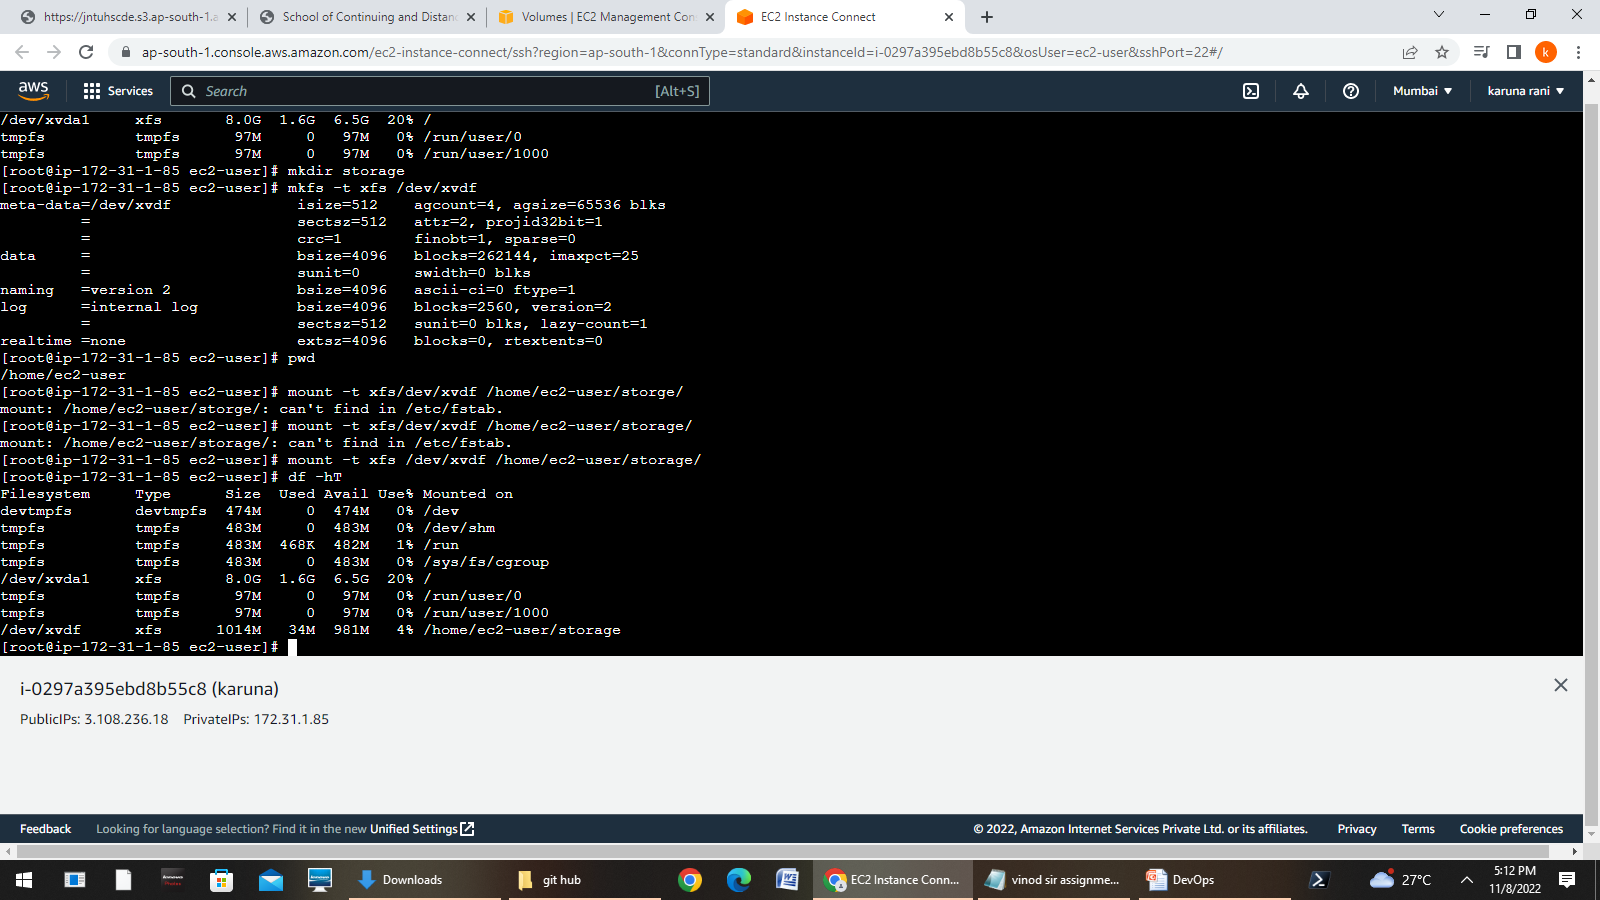 https://jntuhscde.s3.ap-south-1.a
School of Continuing and Distanc
Volumes | EC2 Management Con
EC2 Instance Connect
ap-south-1.console.aws.amazon.com/ec2-instance-connect/ssh?region=ap-south-1&connType=standard&instanceId=i-0297a395ebd8b55c8&osUser=ec2-user&sshPort=22#/
k
aws
Services
Search
[Alt+S]
Mumbai
karuna rani
/dev/xvda1     xfs       8.0G  1.6G  6.5G  20% /
tmpfs          tmpfs      97M     0   97M   0% /run/user/0
tmpfs          tmpfs      97M     0   97M   0% /run/user/1000
[root@ip-172-31-1-85 ec2-user]# mkdir storage
[root@ip-172-31-1-85 ec2-user]# mkfs -t xfs /dev/xvdf
meta-data=/dev/xvdf              isize=512    agcount=4, agsize=65536 blks
         =                       sectsz=512   attr=2, projid32bit=1
         =                       crc=1        finobt=1, sparse=0
data     =                       bsize=4096   blocks=262144, imaxpct=25
         =                       sunit=0      swidth=0 blks
naming   =version 2              bsize=4096   ascii-ci=0 ftype=1
log      =internal log           bsize=4096   blocks=2560, version=2
         =                       sectsz=512   sunit=0 blks, lazy-count=1
realtime =none                   extsz=4096   blocks=0, rtextents=0
[root@ip-172-31-1-85 ec2-user]# pwd
/home/ec2-user
[root@ip-172-31-1-85 ec2-user]# mount -t xfs/dev/xvdf /home/ec2-user/storge/
mount: /home/ec2-user/storge/: can't find in /etc/fstab.
[root@ip-172-31-1-85 ec2-user]# mount -t xfs/dev/xvdf /home/ec2-user/storage/
mount: /home/ec2-user/storage/: can't find in /etc/fstab.
[root@ip-172-31-1-85 ec2-user]# mount -t xfs /dev/xvdf /home/ec2-user/storage/
[root@ip-172-31-1-85 ec2-user]# df -hT
Filesystem     Type      Size  Used Avail Use% Mounted on
devtmpfs       devtmpfs  474M     0  474M   0% /dev
tmpfs          tmpfs     483M     0  483M   0% /dev/shm
tmpfs          tmpfs     483M  468K  482M   1% /run
tmpfs          tmpfs     483M     0  483M   0% /sys/fs/cgroup
/dev/xvda1     xfs       8.0G  1.6G  6.5G  20% /
tmpfs          tmpfs      97M     0   97M   0% /run/user/0
tmpfs          tmpfs      97M     0   97M   0% /run/user/1000
/dev/xvdf      xfs      1014M   34M  981M   4% /home/ec2-user/storage
[root@ip-172-31-1-85 ec2-user]#
i-0297a395ebd8b55c8 (karuna)
PublicIPs: 3.108.236.18    PrivateIPs: 172.31.1.85
Feedback
Looking for language selection? Find it in the new Unified Settings
© 2022, Amazon Internet Services Private Ltd. or its affiliates.
Privacy
Terms
Cookie preferences
Downloads
git hub
EC2 Instance Conn...
vinod sir assignme...
DevOps
27°C
5:12 PM
11/8/2022